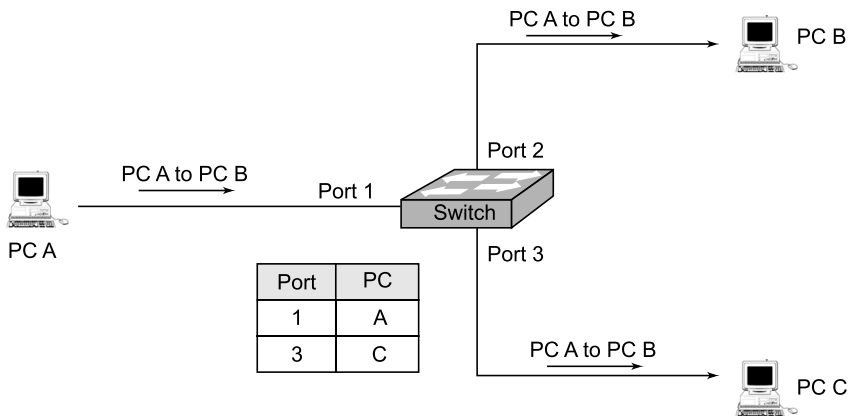 PC A to PC B
PC B
Port 2
PC A to PC B
Port 1
Switch
PC A
Port 3
Port PC
1 A
3 C
PC A to PC B
PC C